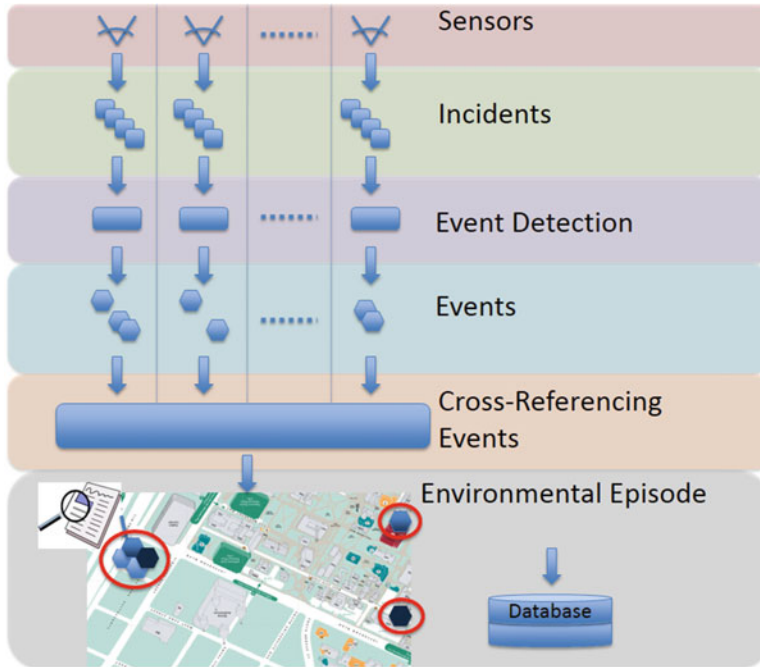 Sensors
Incidents
Event Detection
Events
Cross-Referencing
Events
Environmental Episode
Database